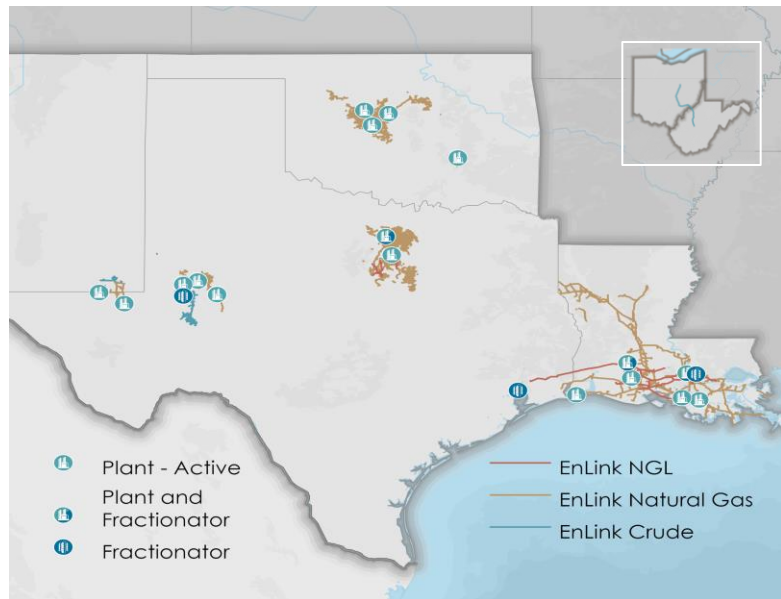 Plant - Active
Plant and
Fractionator
Fractionator
EnLink NGL
EnLink Natural Gas
EnLink Crude